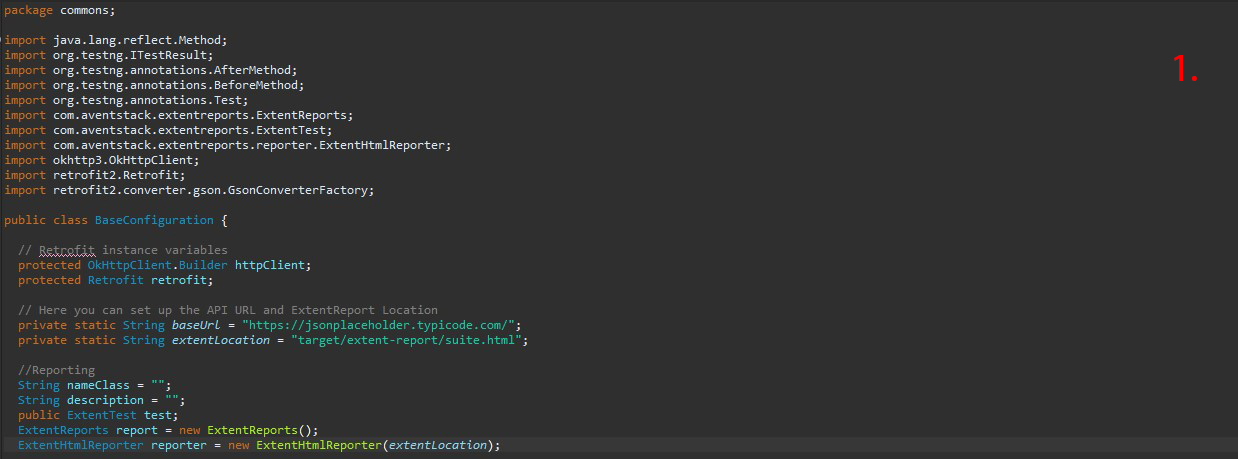 package commons;
import java.lang.reflect.Method;
import org.testng.ITestResult;
import org.testng.annotations.AfterMethod;
import org.testng.annotations.BeforeMethod;
import org.testng.annotations.Test;
import com.aventstack.extentreports.ExtentReports;
import com.aventstack.extentreports.ExtentTest;
import com.aventstack.extentreports.reporter.ExtentHtmlReporter;
import okhttp3.OkHttpClient;
import retrofit2.Retrofit;
import retrofit2.converter.gson.GsonConverterFactory;
1.
public class BaseConfiguration {
// Retrofit instance variables
protected OkHttpClient.Builder httpClient;
protected Retrofit retrofit;
// Here you can set up the API URL and ExtentReport Location
private static String baseUrl = "https://jsonplaceholder.typicode.com/";
private static String extentLocation = "target/extent-report/suite.html";
//Reporting
String nameClass = "";
String description = "";
public ExtentTest test;
ExtentReports report = new ExtentReports();
ExtentHtmlReporter reporter = new ExtentHtmlReporter(extentLocation);